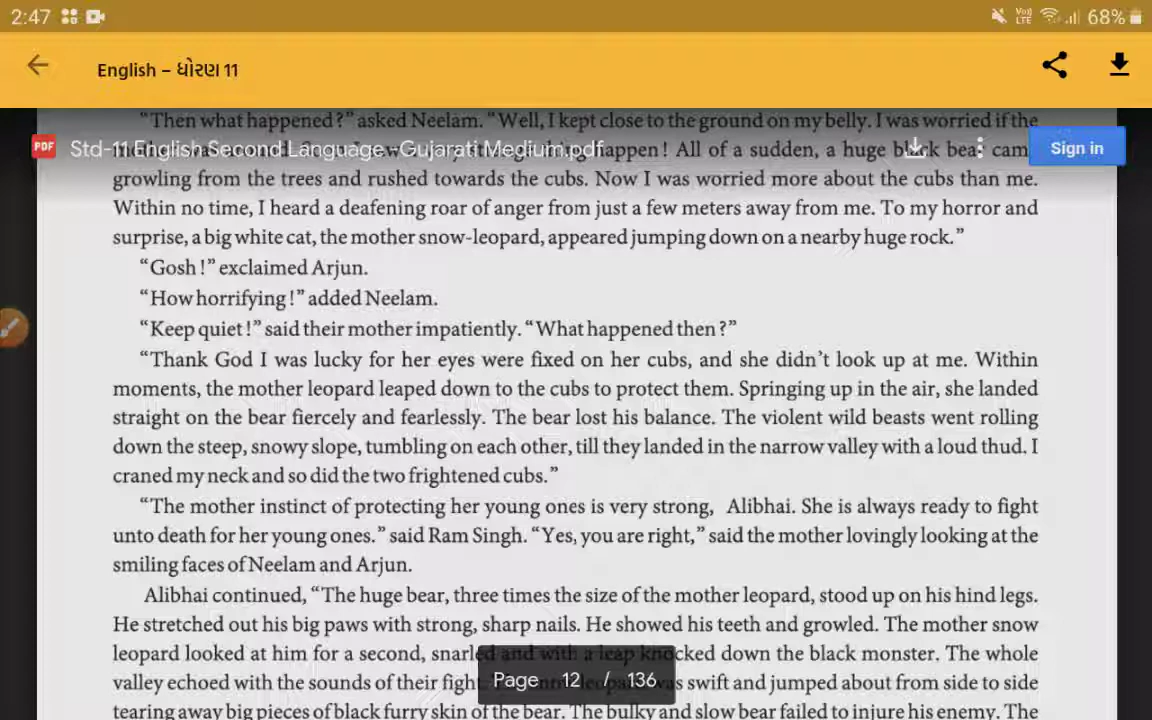 2:47
Vo))
LTE
68%
English – ધોરણ 11
"Then what happened ?" asked Neelam. "Well, I kept close to the ground on my belly. I was worried if the
PDF
Std-11 English Second Language - Gujarati Medium.pdf
Sign in
happen ! All of a sudden, a huge black bear cam
growling from the trees and rushed towards the cubs. Now I was worried more about the cubs than me.
Within no time, I heard a deafening roar of anger from just a few meters away from me. To my horror and
surprise, a big white cat, the mother snow-leopard, appeared jumping down on a nearby huge rock."
"Gosh !" exclaimed Arjun.
"How horrifying !" added Neelam.
"Keep quiet !" said their mother impatiently. "What happened then ?"
"Thank God I was lucky for her eyes were fixed on her cubs, and she didn't look up at me. Within
moments, the mother leopard leaped down to the cubs to protect them. Springing up in the air, she landed
straight on the bear fiercely and fearlessly. The bear lost his balance. The violent wild beasts went rolling
down the steep, snowy slope, tumbling on each other, till they landed in the narrow valley with a loud thud. I
craned my neck and so did the two frightened cubs."
"The mother instinct of protecting her young ones is very strong, Alibhai. She is always ready to fight
unto death for her young ones." said Ram Singh. "Yes, you are right," said the mother lovingly looking at the
smiling faces of Neelam and Arjun.
Alibhai continued, "The huge bear, three times the size of the mother leopard, stood up on his hind legs.
He stretched out his big paws with strong, sharp nails. He showed his teeth and growled. The mother snow
leopard looked at him for a second, snarled and with a leap knocked down the black monster. The whole
valley echoed with the sounds of their fight. was swift and jumped about from side to side
Page 12 / 136
tearing away big pieces of black furry skin of the bear. The bulky and slow bear failed to injure his enemy. The